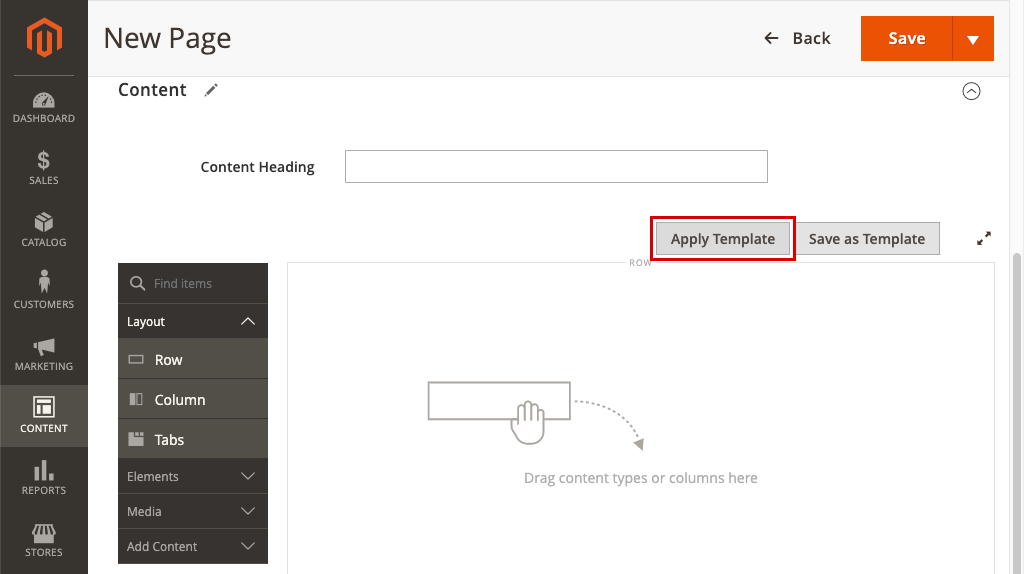 New Page
Back
Save
Content
Content Heading
Apply Template
Save as Template
ROW
DASHBOARD
SALES
CATALOG
CUSTOMERS
MARKETING
CONTENT
REPORTS
STORES
Find items
Layout
Row
Column
Tabs
Elements
Media
Add Content
Drag content types or columns here